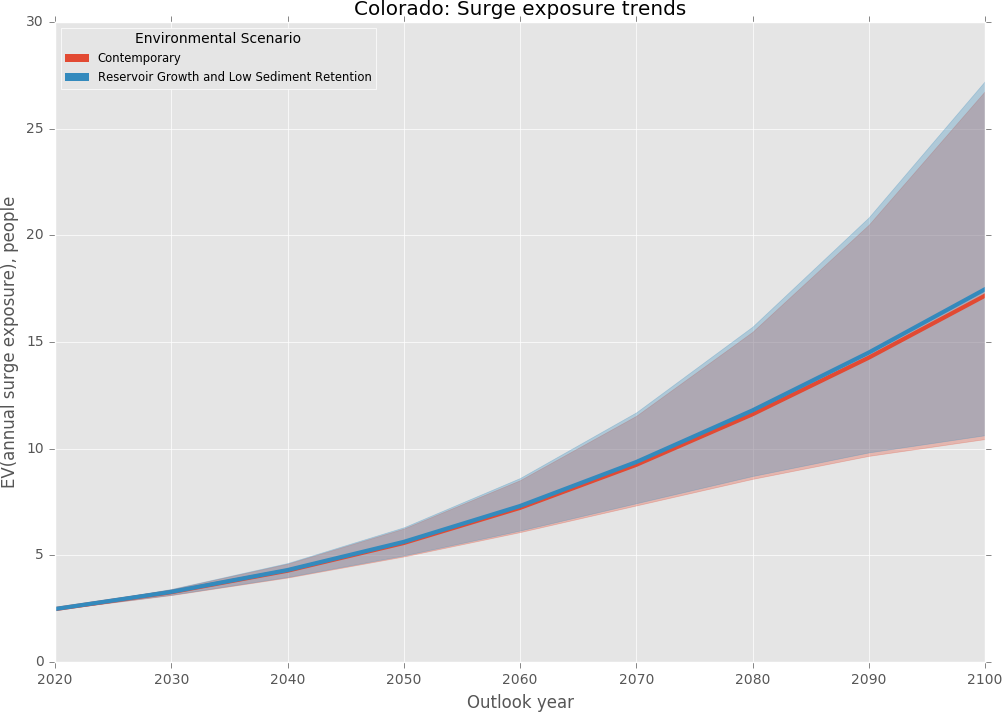 Colorado: Surge exposure trends
Environmental Scenario
Contemporary
Reservoir Growth and Low Sediment Retention
EV(annual surge exposure), people
30
25
20
15
10
5
0
2020 2030 2040 2050 2060 2070 2080 2090 2100
Outlook year